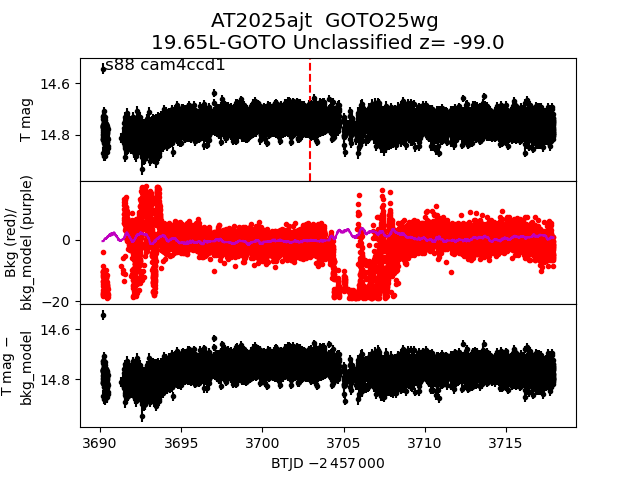 AT2025ajt  GOTO25wg
19.65L-GOTO Unclassified z= -99.0
s88 cam4ccd1
14.6
14.8
T mag
0
−20
Bkg (red)/
bkg_model (purple)
14.6
14.8
T mag −
bkg_model
3690
3695
3700
3705
3710
3715
BTJD −2 457 000